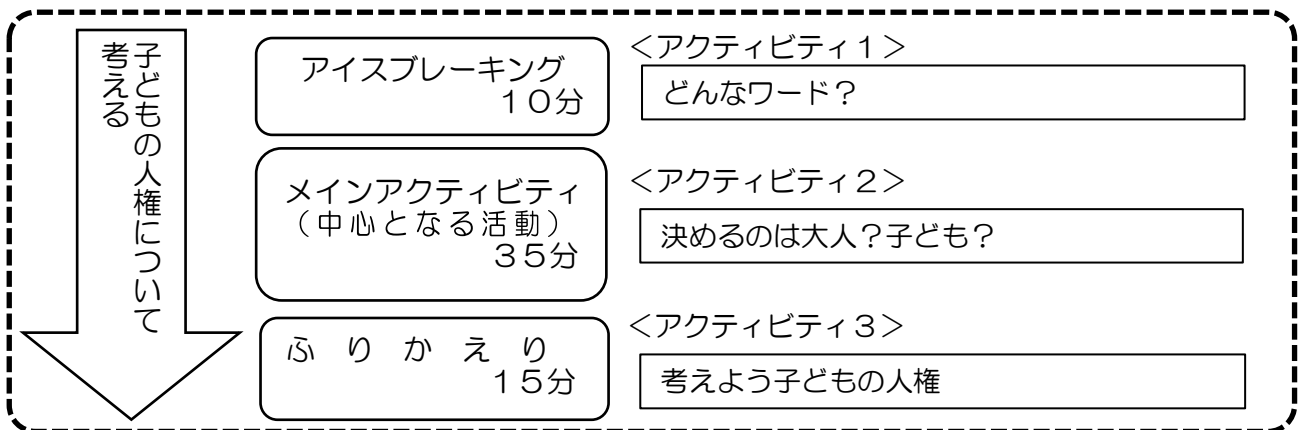 子どもの人権について
考える
アイスブレーキング
１０分
＜アクティビティ１＞
どんなワード？
メインアクティビティ
（中心となる活動）
３５分
＜アクティビティ２＞
決めるのは大人？子ども？
ふりかえり
１５分
＜アクティビティ３＞
考えよう子どもの人権